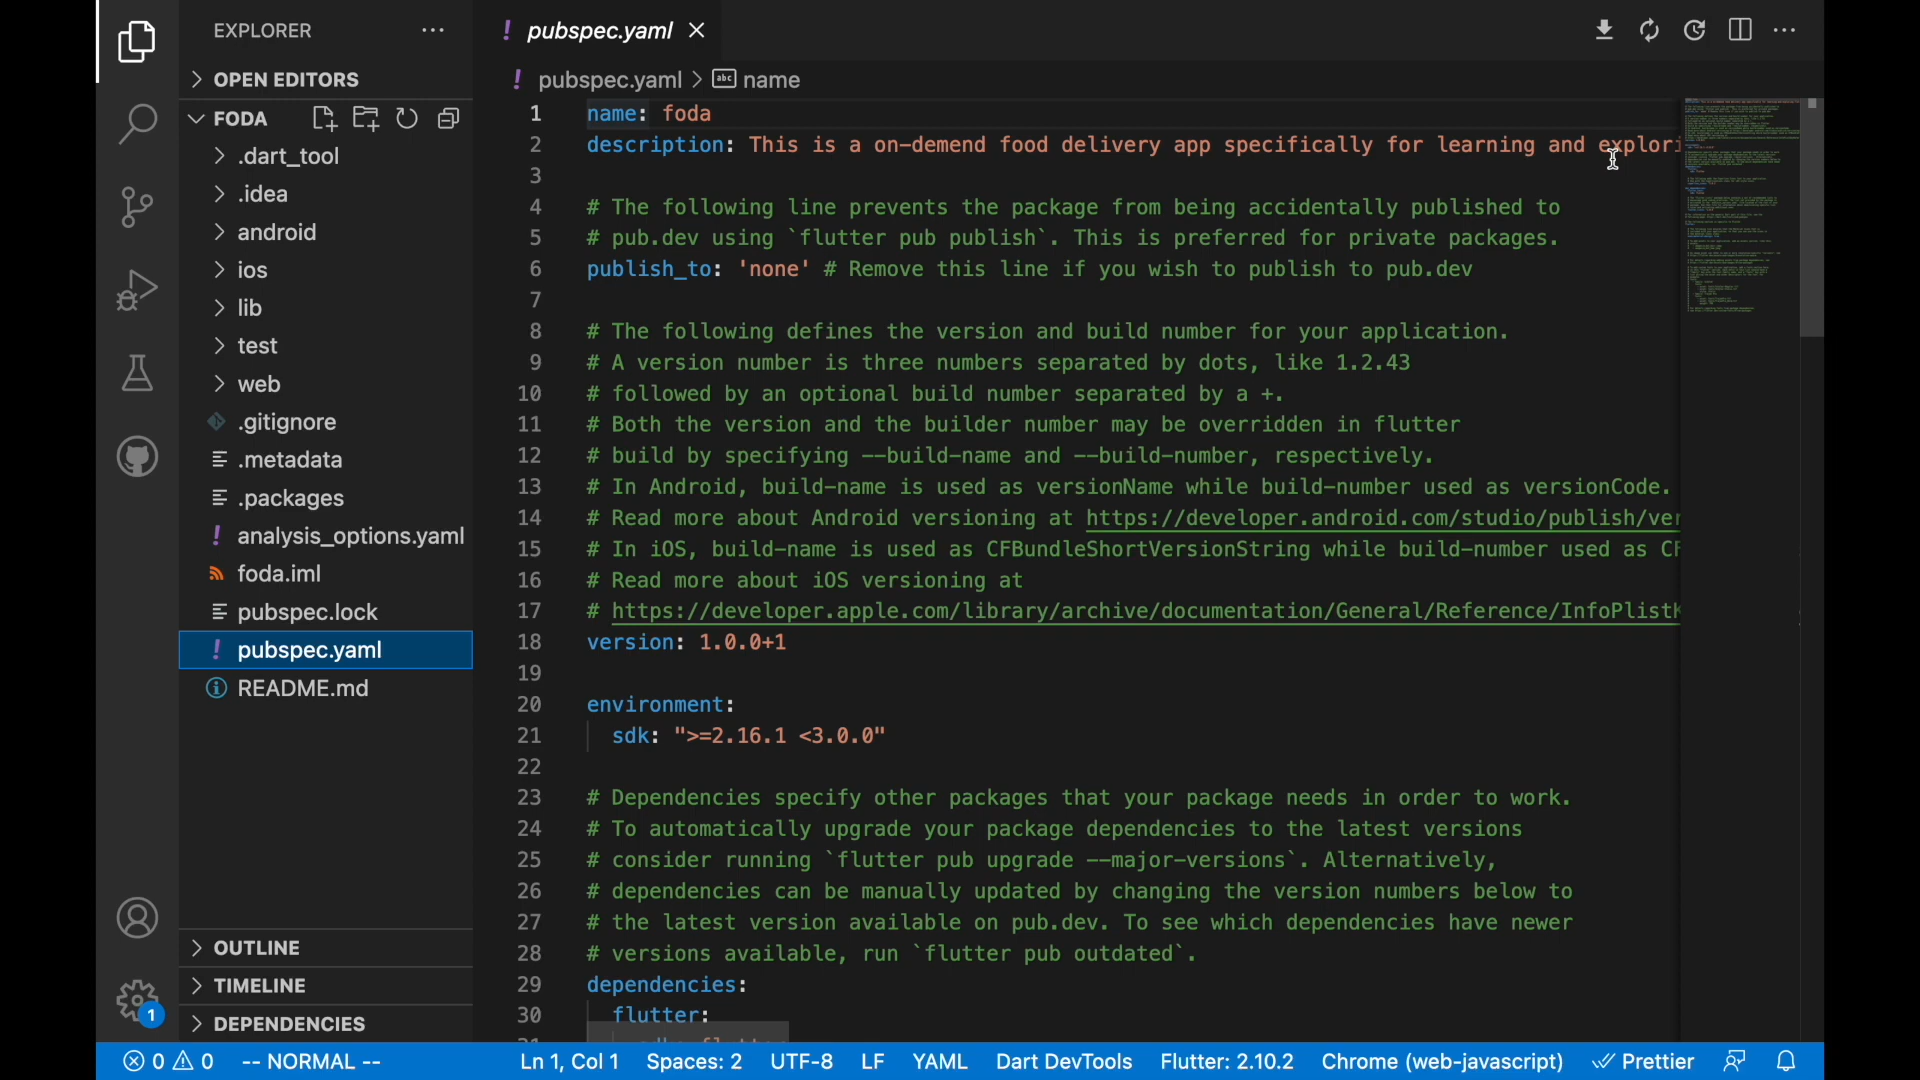 EXPLORER
OPEN EDITORS
FODA
.dart_tool
.idea
android
ios
lib
test
web
.gitignore
.metadata
.packages
analysis_options.yaml
foda.iml
pubspec.lock
pubspec.yaml
README.md
OUTLINE
TIMELINE
DEPENDENCIES
1
! pubspec.yaml
! pubspec.yaml > abc name
1 name: foda
2 description: This is a on-demand food delivery app specifically for learning and explori
3
4 # The following line prevents the package from being accidentally published to
5 # pub.dev using `flutter pub publish`. This is preferred for private packages.
6 publish_to: 'none' # Remove this line if you wish to publish to pub.dev
7
8 # The following defines the version and build number for your application.
9 # A version number is three numbers separated by dots, like 1.2.43
10 # followed by an optional build number separated by a +.
11 # Both the version and the builder number may be overridden in flutter
12 # build by specifying --build-name and --build-number, respectively.
13 # In Android, build-name is used as versionName while build-number used as versionCode.
14 # Read more about Android versioning at https://developer.android.com/studio/publish/ver
15 # In iOS, build-name is used as CFBundleShortVersionString while build-number used as CF
16 # Read more about iOS versioning at
17 # https://developer.apple.com/library/archive/documentation/General/Reference/InfoPlistK
18 version: 1.0.0+1
19
20 environment:
21 sdk: ">=2.16.1 <3.0.0"
22
23 # Dependencies specify other packages that your package needs in order to work.
24 # To automatically upgrade your package dependencies to the latest versions
25 # consider running `flutter pub upgrade --major-versions`. Alternatively,
26 # dependencies can be manually updated by changing the version numbers below to
27 # the latest version available on pub.dev. To see which dependencies have newer
28 # versions available, run `flutter pub outdated`.
29 dependencies:
30 flutter:
0 0 -- NORMAL -- Ln 1, Col 1 Spaces: 2 UTF-8 LF YAML Dart DevTools Flutter: 2.10.2 Chrome (web-javascript) Prettier